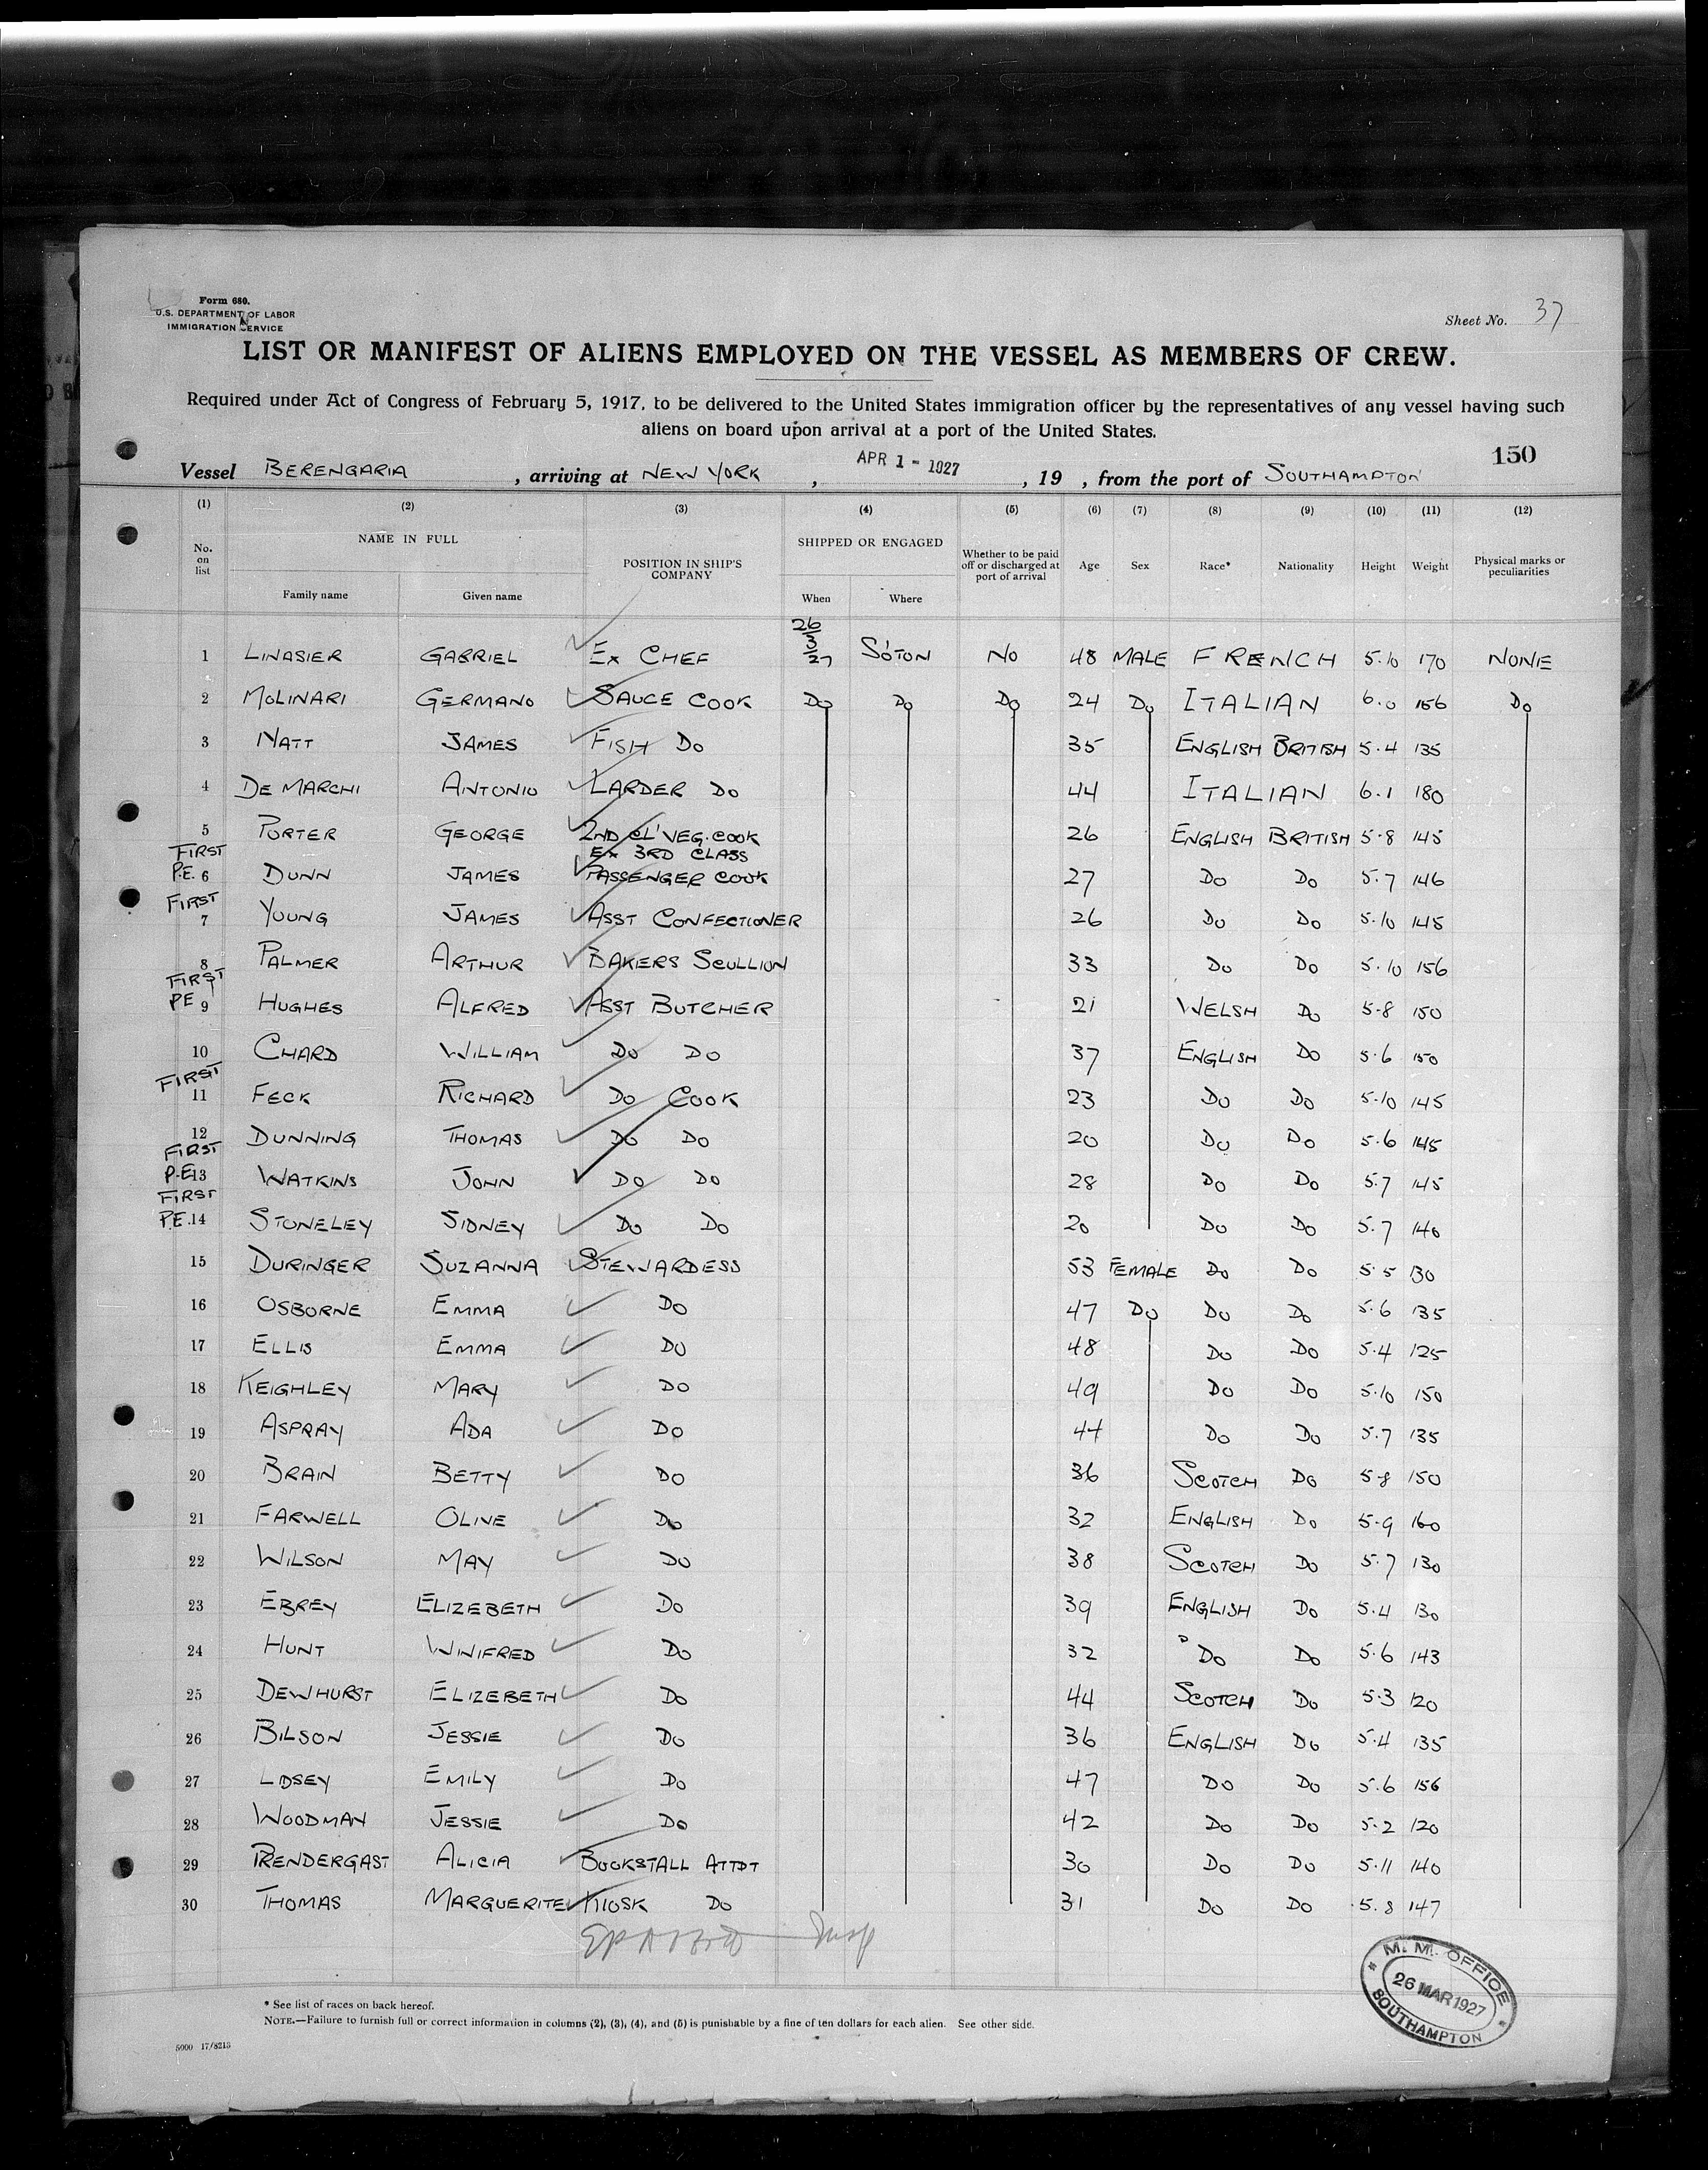 Form 680.
U.S. DEPARTMENT OF LABOR
IMMIGRATION SERVICE
Sheet No. 37
LIST OR MANIFEST OF ALIENS EMPLOYED ON THE VESSEL AS MEMBERS OF CREW.
Required under Act of Congress of February 5, 1917, to be delivered to the United States immigration officer by the representatives of any vessel having such
aliens on board upon arrival at a port of the United States.
150
Vessel BERENGARIA, arriving at NEW YORK, APR 1 - 1927, 19 , from the port of SOUTHAMPTON
(1) (2) (3) (4) (5) (6) (7) (8) (9) (10) (11) (12)
No. on list NAME IN FULL Family name Given name POSITION IN SHIP'S COMPANY SHIPPED OR ENGAGED When Where Whether to be paid off or discharged at port of arrival Age Sex Race* Nationality Height Weight Physical marks or peculiarities
1 LINASIER GABRIEL EX CHEF 26/3/27 S'OTON NO 48 MALE FRENCH 5.10 170 NONE
2 MOLINARI GERMANO SAUCE COOK DO DO DO 24 DO ITALIAN 6.0 156 DO
3 NATT JAMES FISH DO 35 ENGLISH BRITISH 5.4 135
4 DE MARCHI ANTONIO LARDER DO 44 ITALIAN 6.1 180
5 PORTER GEORGE 2ND CL' VEG. COOK 26 ENGLISH BRITISH 5-8 145
FIRST P.E. 6 DUNN JAMES EX 3RD CLASS PASSENGER COOK 27 DO DO 5.7 146
FIRST 7 YOUNG JAMES ASST CONFECTIONER 26 DO DO 5.10 145
8 PALMER ARTHUR BAKERS SCULLION 33 DO DO 5.10 156
FIRST PE 9 HUGHES ALFRED ASST BUTCHER 21 WELSH DO 5-8 150
10 CHARD WILLIAM DO DO 37 ENGLISH DO 5.6 150
FIRST 11 FECK RICHARD DO COOK 23 DO DO 5.10 145
12 DUNNING THOMAS DO DO 20 DO DO 5.6 145
FIRST P.E 13 WATKINS JOHN DO DO 28 DO DO 5.7 145
FIRST P.E. 14 STONELEY SIDNEY DO DO 20 DO DO 5.7 140
15 DURINGER SUZANNA STEWARDESS 53 FEMALE DO DO 5.5 130
16 OSBORNE EMMA DO 47 DO DO DO 5.6 135
17 ELLIS EMMA DO 48 DO DO 5.4 125
18 KEIGHLEY MARY DO 49 DO DO 5.10 150
19 ASPRAY ADA DO 44 DO DO 5.7 135
20 BRAIN BETTY DO 36 SCOTCH DO 5-8 150
21 FARWELL OLIVE DO 32 ENGLISH DO 5.9 160
22 WILSON MAY DO 38 SCOTCH DO 5.7 130
23 EBREY ELIZEBETH DO 39 ENGLISH DO 5.4 130
24 HUNT WINIFRED DO 32 DO DO 5.6 143
25 DEWHURST ELIZEBETH DO 44 SCOTCH DO 5.3 120
26 BILSON JESSIE DO 36 ENGLISH DO 5.4 135
27 LDSEY EMILY DO 47 DO DO 5.6 156
28 WOODMAN JESSIE DO 42 DO DO 5.2 120
29 PRENDERGAST ALICIA BOOKSTALL ATTDT 30 DO DO 5.11 140
30 THOMAS MARGUERITE KIOSK DO 31 DO DO 5.8 147
M. M. OFFICE
26 MAR 1927
SOUTHAMPTON
* See list of races on back hereof.
NOTE.—Failure to furnish full or correct information in columns (2), (3), (4), and (5) is punishable by a fine of ten dollars for each alien. See other side.
5000 17/8213